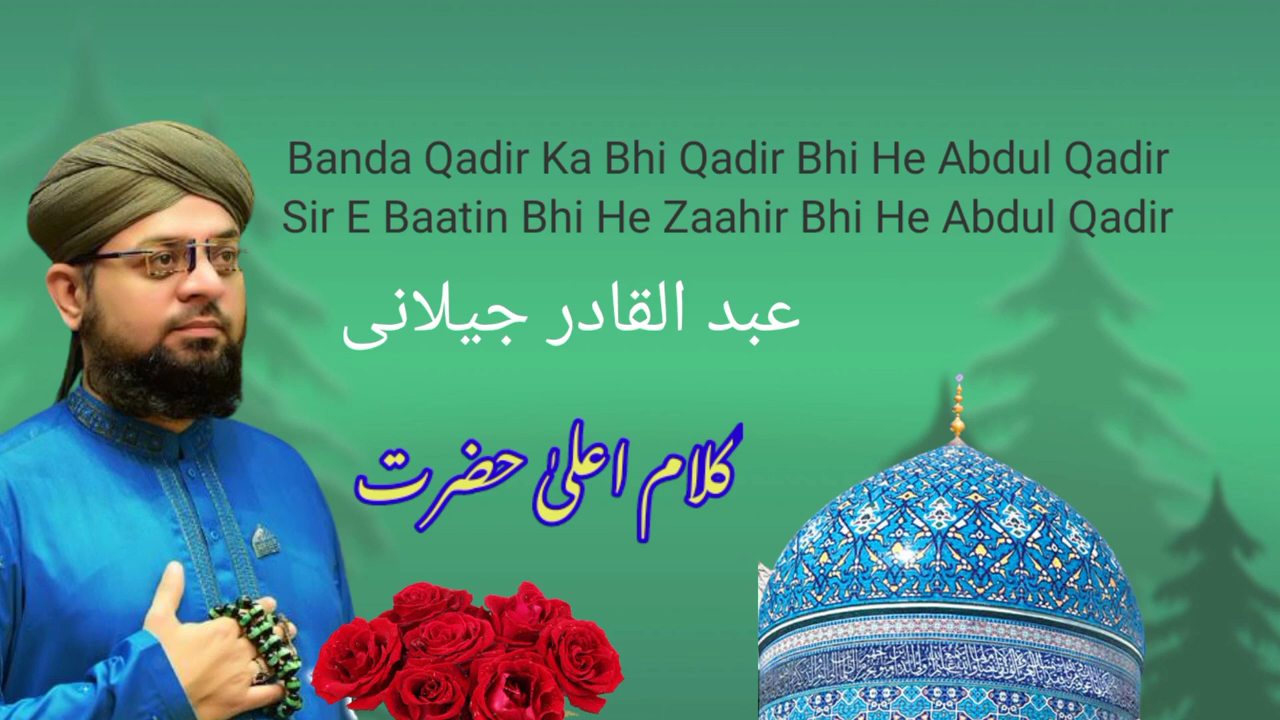 Banda Qadir Ka Bhi Qadir Bhi He Abdul Qadir
Sir E Baatin Bhi He Zaahir Bhi He Abdul Qadir
عبد القادر جیلانی
کلام اعلیٰ حضرت